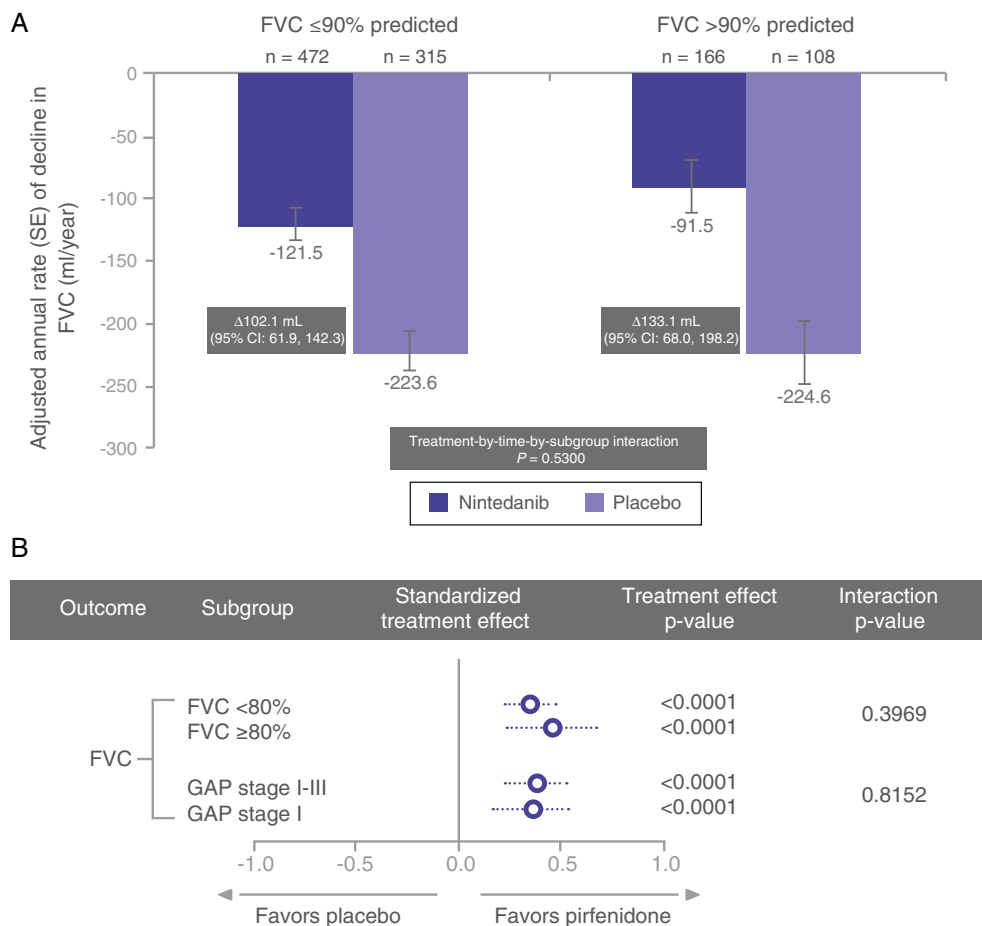 A
FVC ≤90% predicted
FVC >90% predicted
n = 472
n = 315
n = 166
n = 108
Adjusted annual rate (SE) of decline in
FVC (ml/year)
0
-50
-100
-150
-200
-250
-300
-121.5
-223.6
-91.5
-224.6
Δ102.1 mL
(95% CI: 61.9, 142.3)
Δ133.1 mL
(95% CI: 68.0, 198.2)
Treatment-by-time-by-subgroup interaction
P = 0.5300
Nintedanib
Placebo
B
Outcome
Subgroup
Standardized
treatment effect
Treatment effect
p-value
Interaction
p-value
FVC
FVC <80%
<0.0001
FVC ≥80%
<0.0001
0.3969
GAP stage I-III
<0.0001
GAP stage I
<0.0001
0.8152
-1.0
-0.5
0.0
0.5
1.0
Favors placebo
Favors pirfenidone